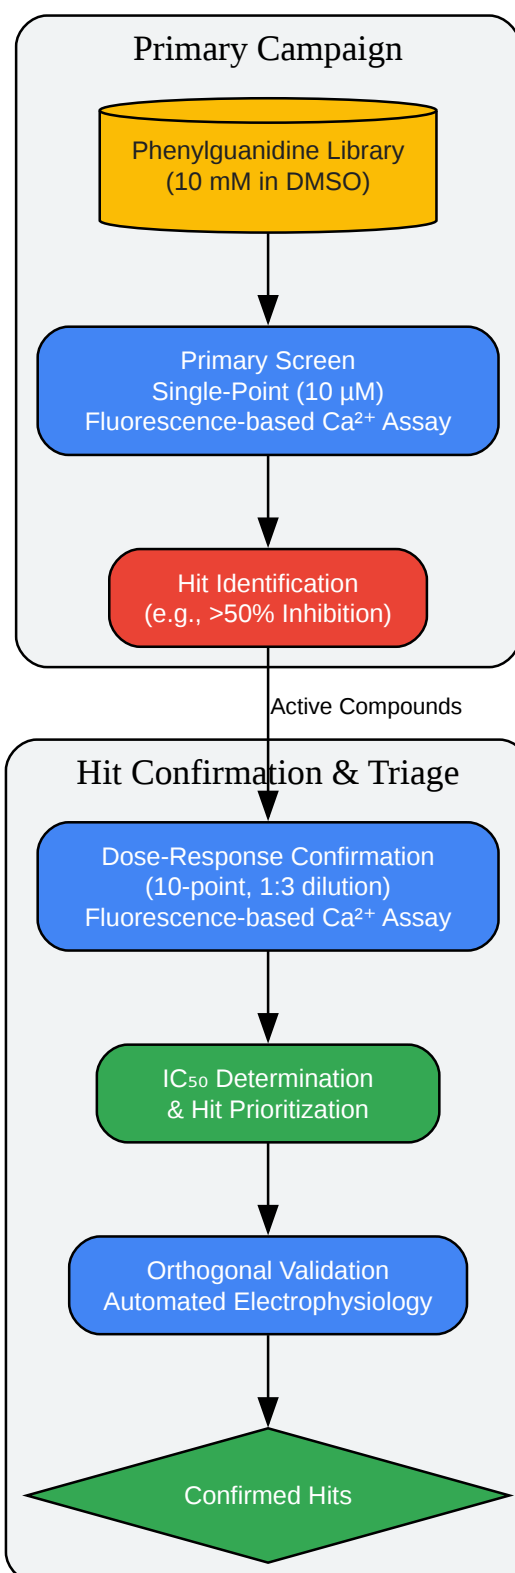 Primary Campaign
Phenylguanidine Library
(10 mM in DMSO)
Primary Screen
Single-Point (10 µM)
Fluorescence-based Ca²⁺ Assay
Hit Identification
(e.g., >50% Inhibition)
Active Compounds
Hit Confirmation & Triage
Dose-Response Confirmation
(10-point, 1:3 dilution)
Fluorescence-based Ca²⁺ Assay
IC₅₀ Determination
& Hit Prioritization
Orthogonal Validation
Automated Electrophysiology
Confirmed Hits